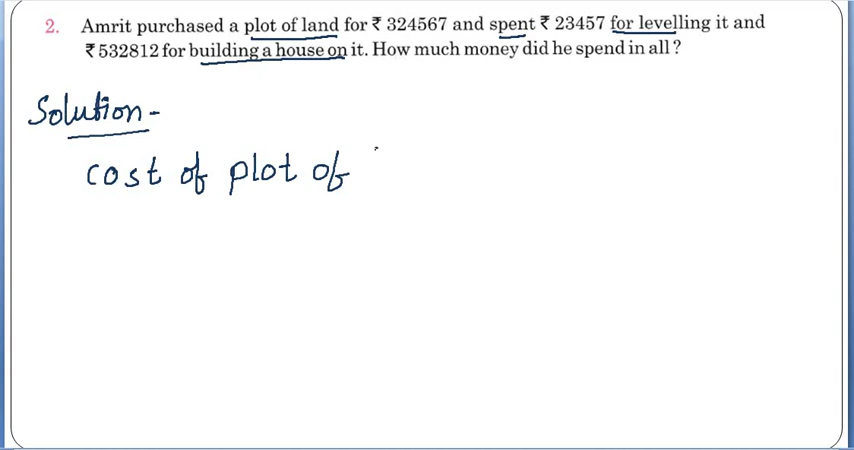 2. Amrit purchased a plot of land for ₹ 324567 and spent ₹ 23457 for levelling it and
₹ 532812 for building a house on it. How much money did he spend in all ?
Solution -
cost of plot of